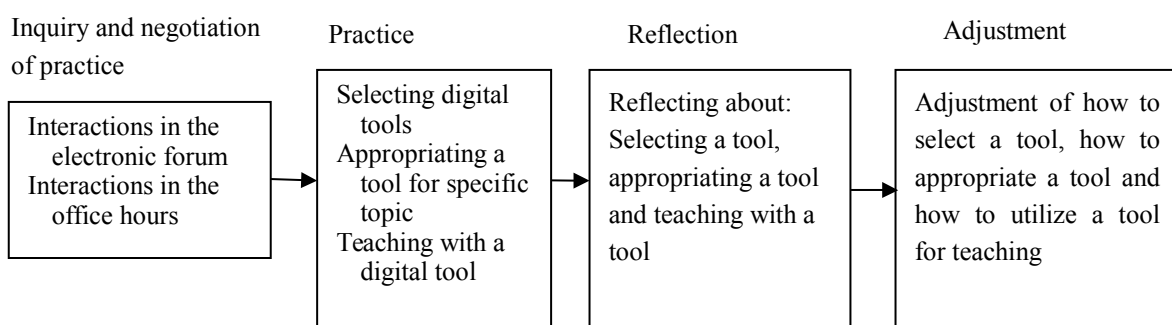 Inquiry and negotiation
of practice
Interactions in the
electronic forum
Interactions in the
office hours
Practice
Selecting digital
tools
Appropriating a
tool for specific
topic
Teaching with a
digital tool
Reflection
Reflecting about:
Selecting a tool,
appropriating a tool
and teaching with a
tool
Adjustment
Adjustment of how to
select a tool, how to
appropriate a tool and
how to utilize a tool
for teaching